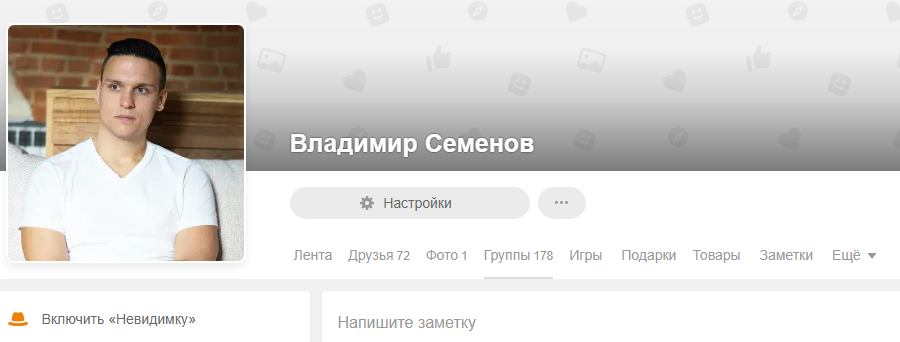 Владимир Семенов
Настройки
Лента Друзья 72 Фото 1 Группы 178 Игры Подарки Товары Заметки Ещё
Включить «Невидимку»
Напишите заметку